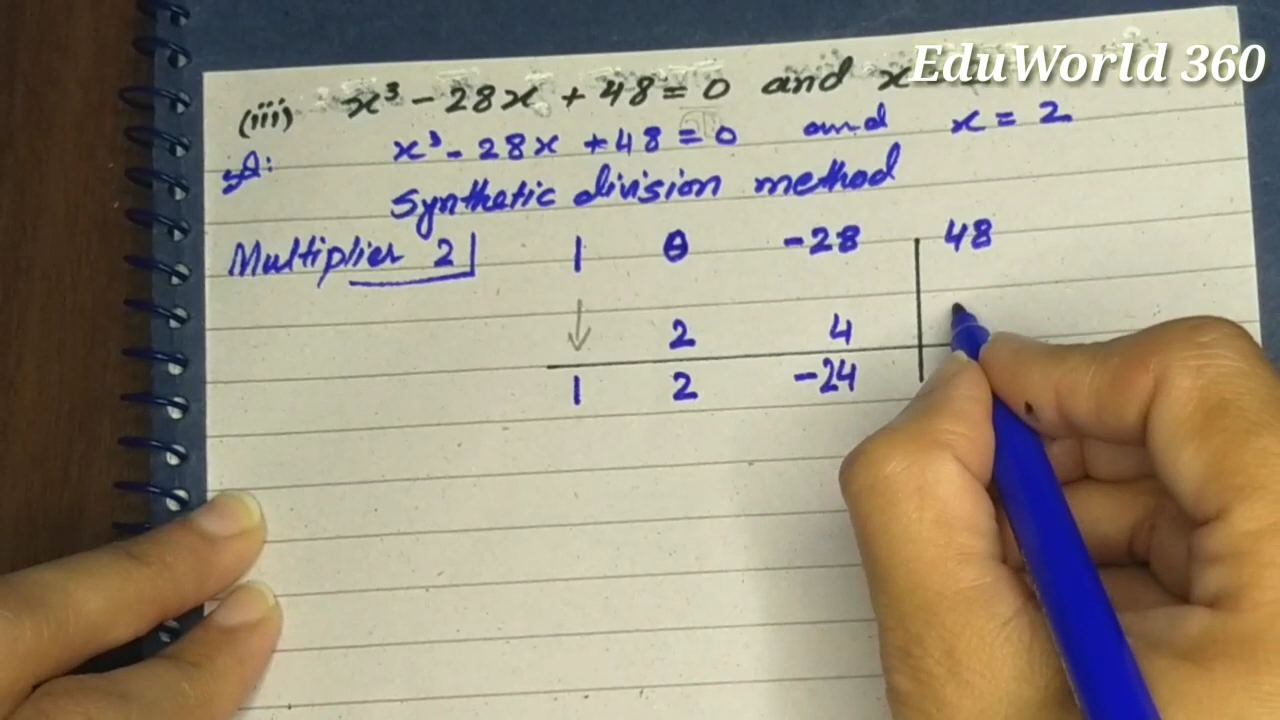 EduWorld 360
(iii) x³ - 28x + 48 = 0 and x
Sol: x³ - 28x + 48 = 0 and x = 2
Synthetic division method
Multiplier 2 1 0 -28 48
2 4
1 2 -24